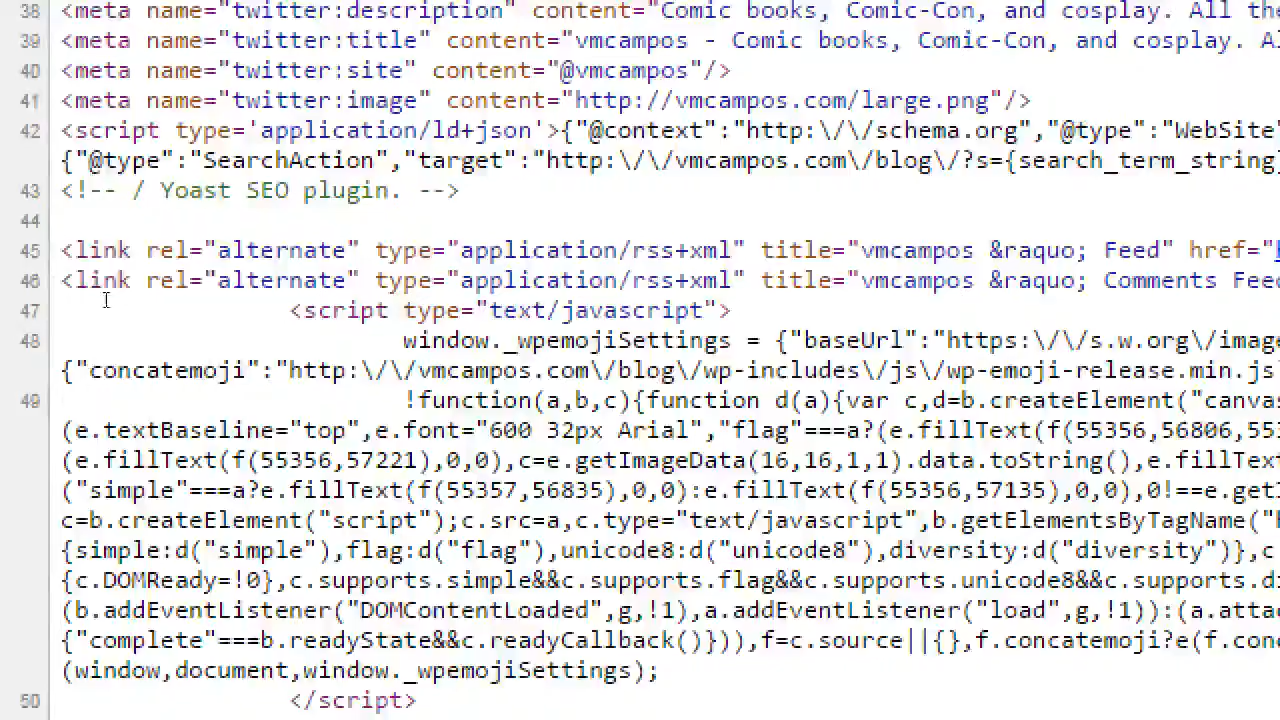 38 <meta name="twitter:description" content="Comic books, Comic-Con, and cosplay. All the
39 <meta name="twitter:title" content="vmcampos - Comic books, Comic-Con, and cosplay. Al
40 <meta name="twitter:site" content="@vmcampos"/>
41 <meta name="twitter:image" content="http://vmcampos.com/large.png"/>
42 <script type='application/ld+json'>{"@context":"http:\/\/schema.org","@type":"WebSite"
{"@type":"SearchAction","target":"http:\/\/vmcampos.com\/blog\/?s={search_term_string}
43 <!-- / Yoast SEO plugin. -->
44
45 <link rel="alternate" type="application/rss+xml" title="vmcampos &raquo; Feed" href="h
46 <link rel="alternate" type="application/rss+xml" title="vmcampos &raquo; Comments Feed
47 <script type="text/javascript">
48 window._wpemojiSettings = {"baseUrl":"https:\/\/s.w.org\/image
{"concatemoji":"http:\/\/vmcampos.com\/blog\/wp-includes\/js\/wp-emoji-release.min.js
49 !function(a,b,c){function d(a){var c,d=b.createElement("canvas
(e.textBaseline="top",e.font="600 32px Arial","flag"===a?(e.fillText(f(55356,56806,553
(e.fillText(f(55356,57221),0,0),c=e.getImageData(16,16,1,1).data.toString(),e.fillText
("simple"===a?e.fillText(f(55357,56835),0,0):e.fillText(f(55356,57135),0,0),0!==e.getI
c=b.createElement("script");c.src=a,c.type="text/javascript",b.getElementsByTagName("h
{simple:d("simple"),flag:d("flag"),unicode8:d("unicode8"),diversity:d("diversity")},c
{c.DOMReady=!0},c.supports.simple&&c.supports.flag&&c.supports.unicode8&&c.supports.di
(b.addEventListener("DOMContentLoaded",g,!1),a.addEventListener("load",g,!1)):(a.attac
{"complete"===b.readyState&&c.readyCallback()})),f=c.source||{},f.concatemoji?e(f.conc
(window,document,window._wpemojiSettings);
50 </script>